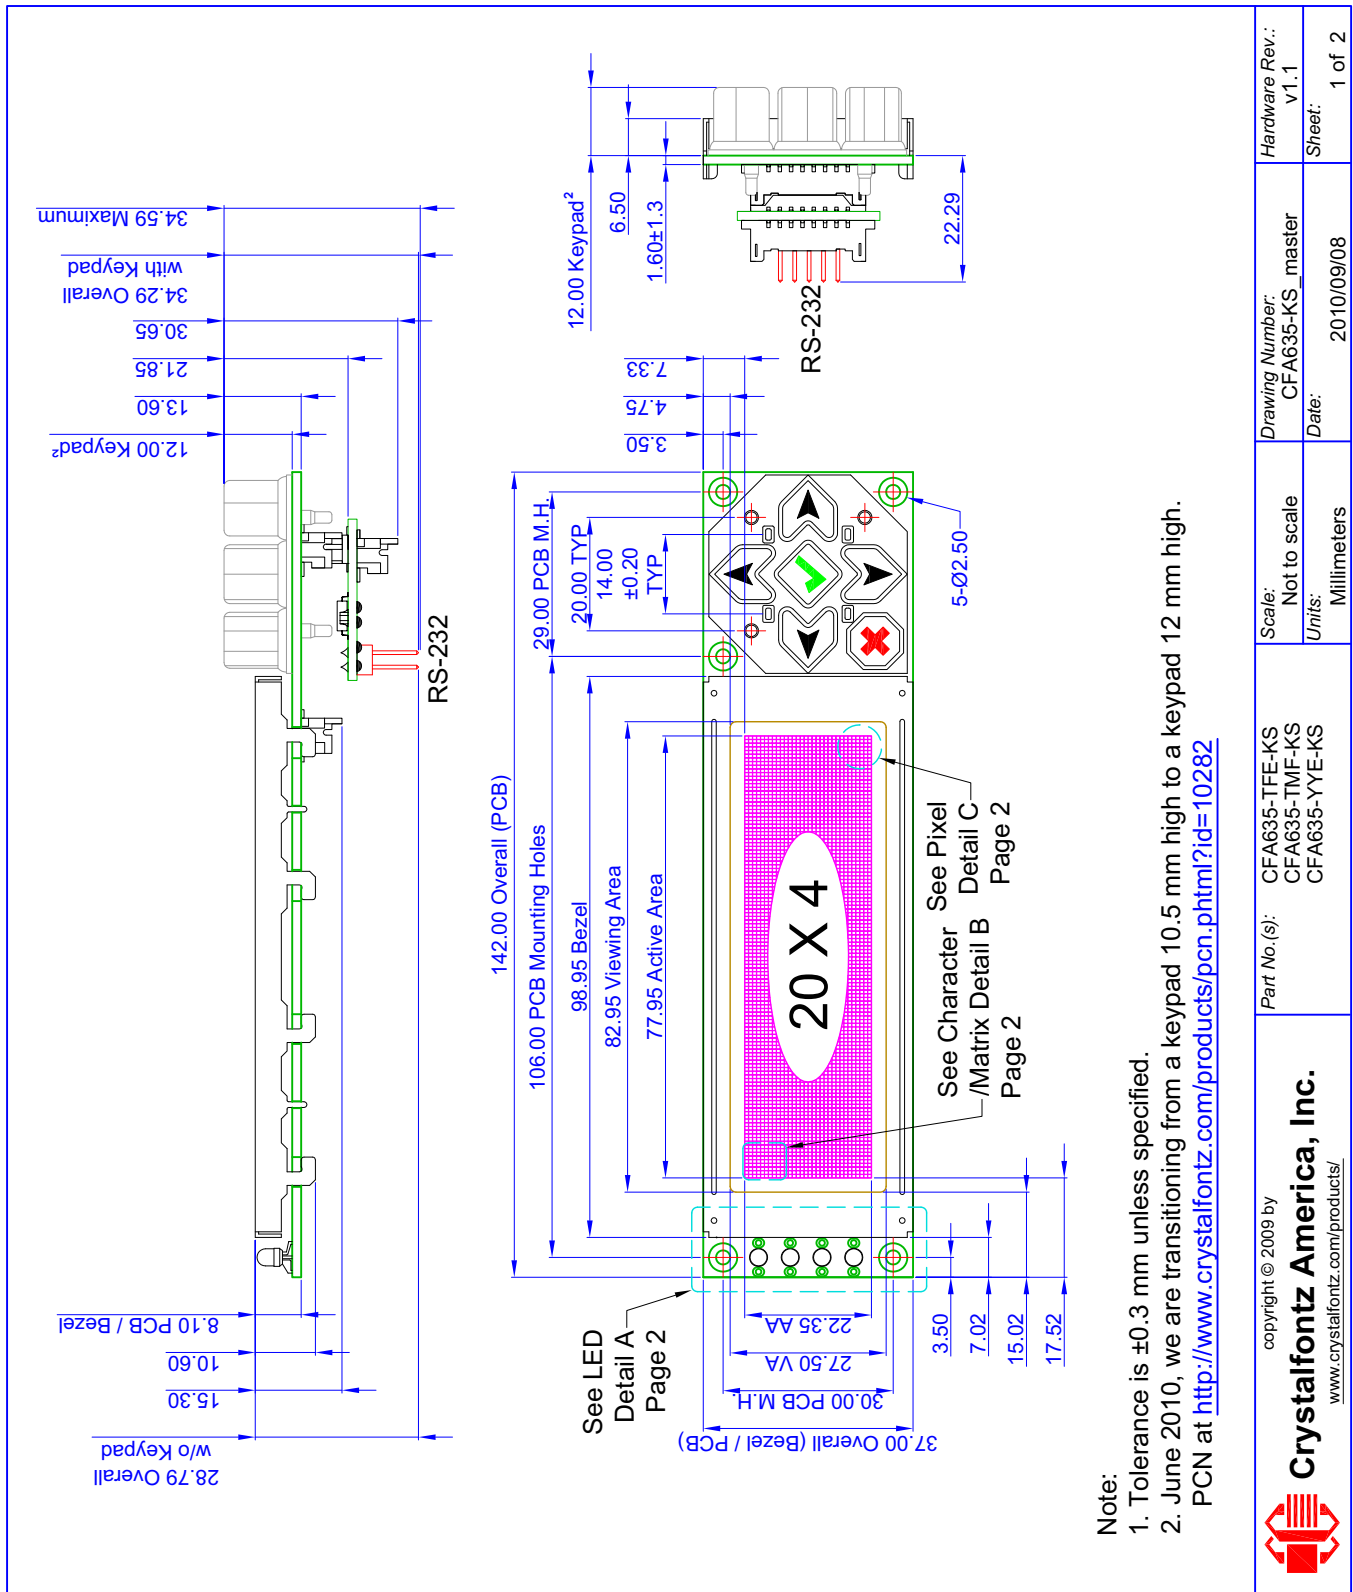 34.59 Maximum
34.29 Overall
with Keypad
30.65
21.85
13.60
12.00 Keypad²
RS-232
8.10 PCB / Bezel
10.60
15.30
28.79 Overall
w/o Keypad
12.00 Keypad²
6.50
1.60±1.3
22.29
RS-232
7.33
4.75
3.50
142.00 Overall (PCB)
106.00 PCB Mounting Holes
29.00 PCB M.H.
20.00 TYP
14.00
±0.20
TYP
98.95 Bezel
82.95 Viewing Area
77.95 Active Area
5-Ø2.50
20 X 4
See LED
Detail A
Page 2
See Character
/Matrix Detail B
Page 2
See Pixel
Detail C
Page 2
22.35 AA
27.50 VA
30.00 PCB M.H.
37.00 Overall (Bezel / PCB)
3.50
7.02
15.02
17.52
Note:
1. Tolerance is ±0.3 mm unless specified.
2. June 2010, we are transitioning from a keypad 10.5 mm high to a keypad 12 mm high.
PCN at http://www.crystalfontz.com/products/pcn.phtml?id=10282
copyright © 2009 by
Crystalfontz America, Inc.
www.crystalfontz.com/products/
Part No.(s):
CFA635-TFE-KS
CFA635-TMF-KS
CFA635-YYE-KS
Scale:
Not to scale
Units:
Millimeters
Drawing Number:
CFA635-KS_master
Date:
2010/09/08
Hardware Rev.:
v1.1
Sheet:
1 of 2